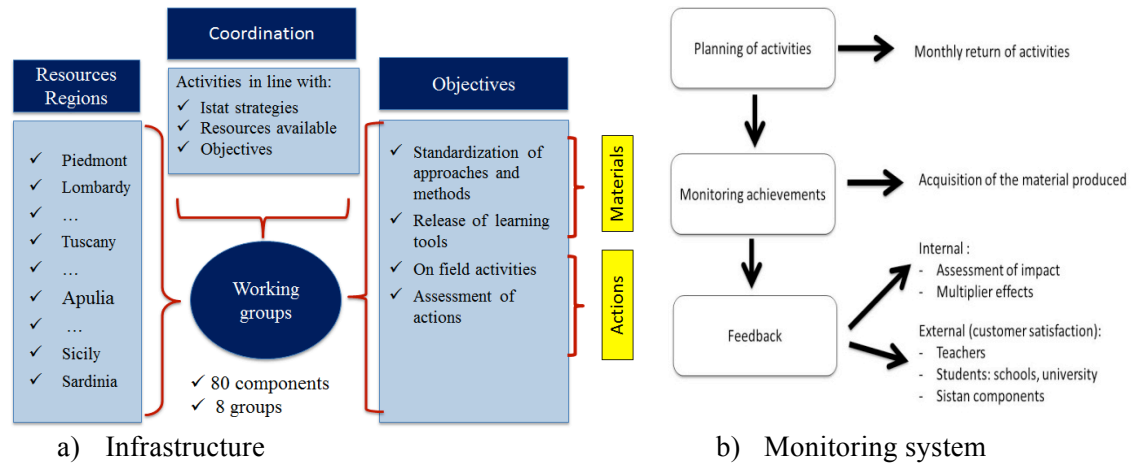 Coordination
Activities in line with:
✓ Istat strategies
✓ Resources available
✓ Objectives
Resources
Regions
✓ Piedmont
✓ Lombardy
✓ …
✓ Tuscany
✓ …
✓ Apulia
✓ …
✓ Sicily
✓ Sardinia
Working
groups
✓ 80 components
✓ 8 groups
Objectives
✓ Standardization of
approaches and
methods
✓ Release of learning
tools
✓ On field activities
✓ Assessment of
actions
Materials
Actions
a) Infrastructure
Planning of activities
Monthly return of activities
Monitoring achievements
Acquisition of the material produced
Feedback
Internal :
- Assessment of impact
- Multiplier effects
External (customer satisfaction):
- Teachers
- Students: schools, university
- Sistan components
b) Monitoring system